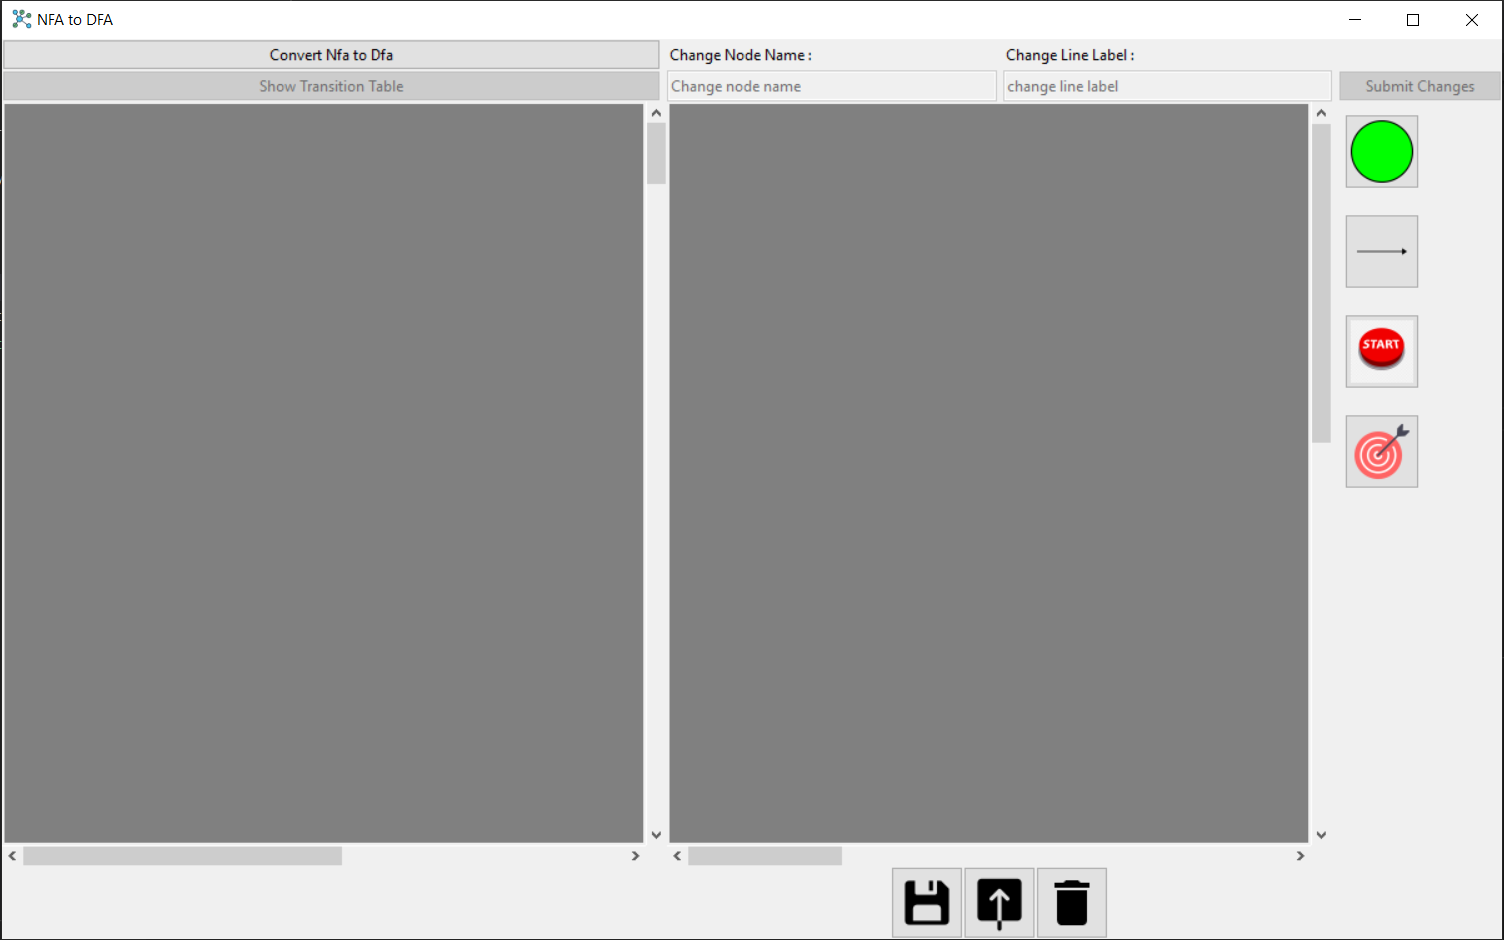 NFA to DFA
Convert Nfa to Dfa
Change Node Name :
Change Line Label :
Show Transition Table
Change node name
change line label
Submit Changes
START